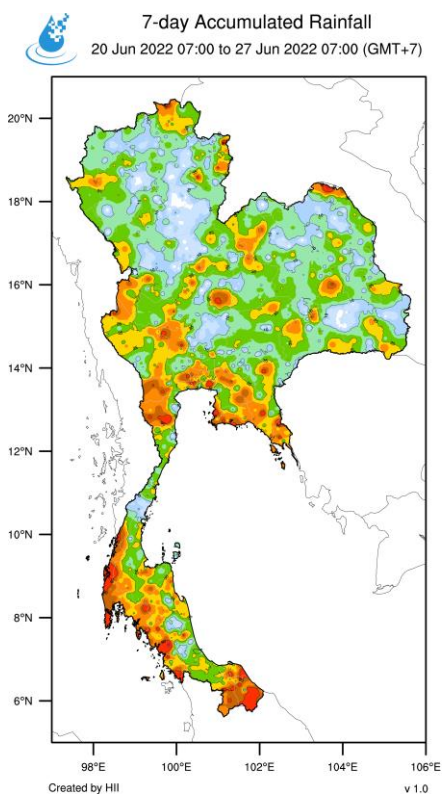 7-day Accumulated Rainfall
20 Jun 2022 07:00 to 27 Jun 2022 07:00 (GMT+7)
20°N
18°N
16°N
14°N
12°N
10°N
8°N
6°N
98°E
100°E
102°E
104°E
106°E
Created by HII
v 1.0